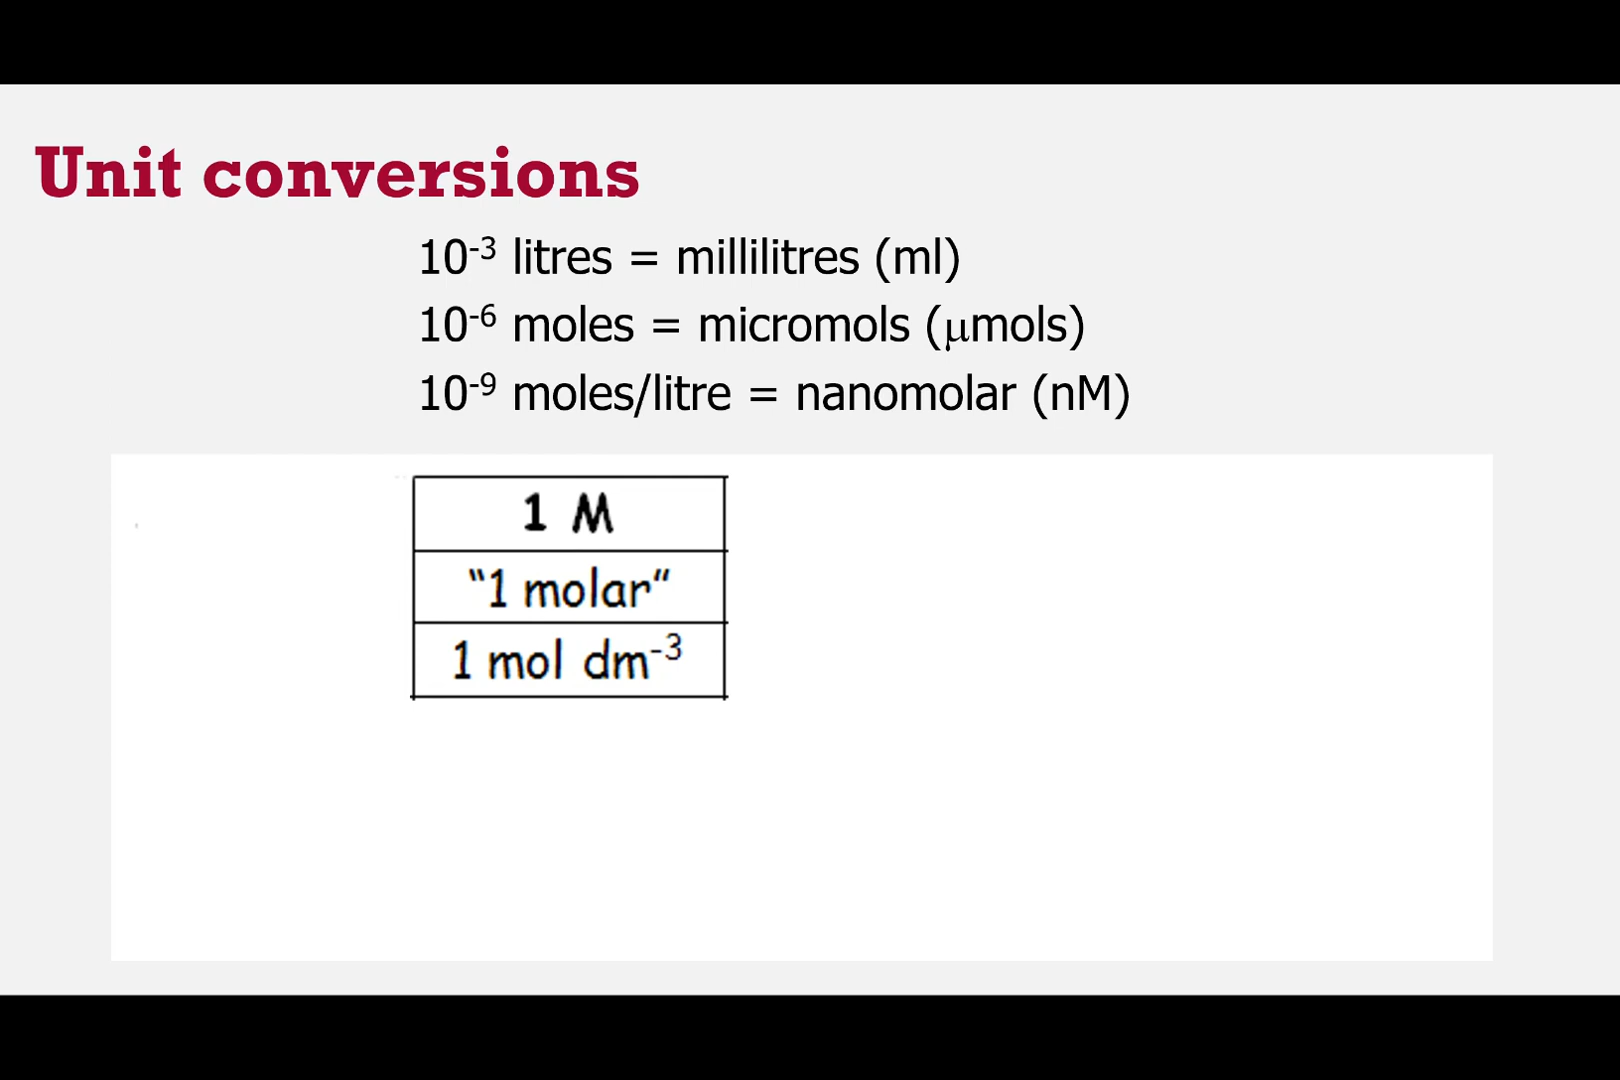 Unit conversions
10⁻³ litres = millilitres (ml)
10⁻⁶ moles = micromols (μmols)
10⁻⁹ moles/litre = nanomolar (nM)
1 M
“1 molar”
1 mol dm⁻³